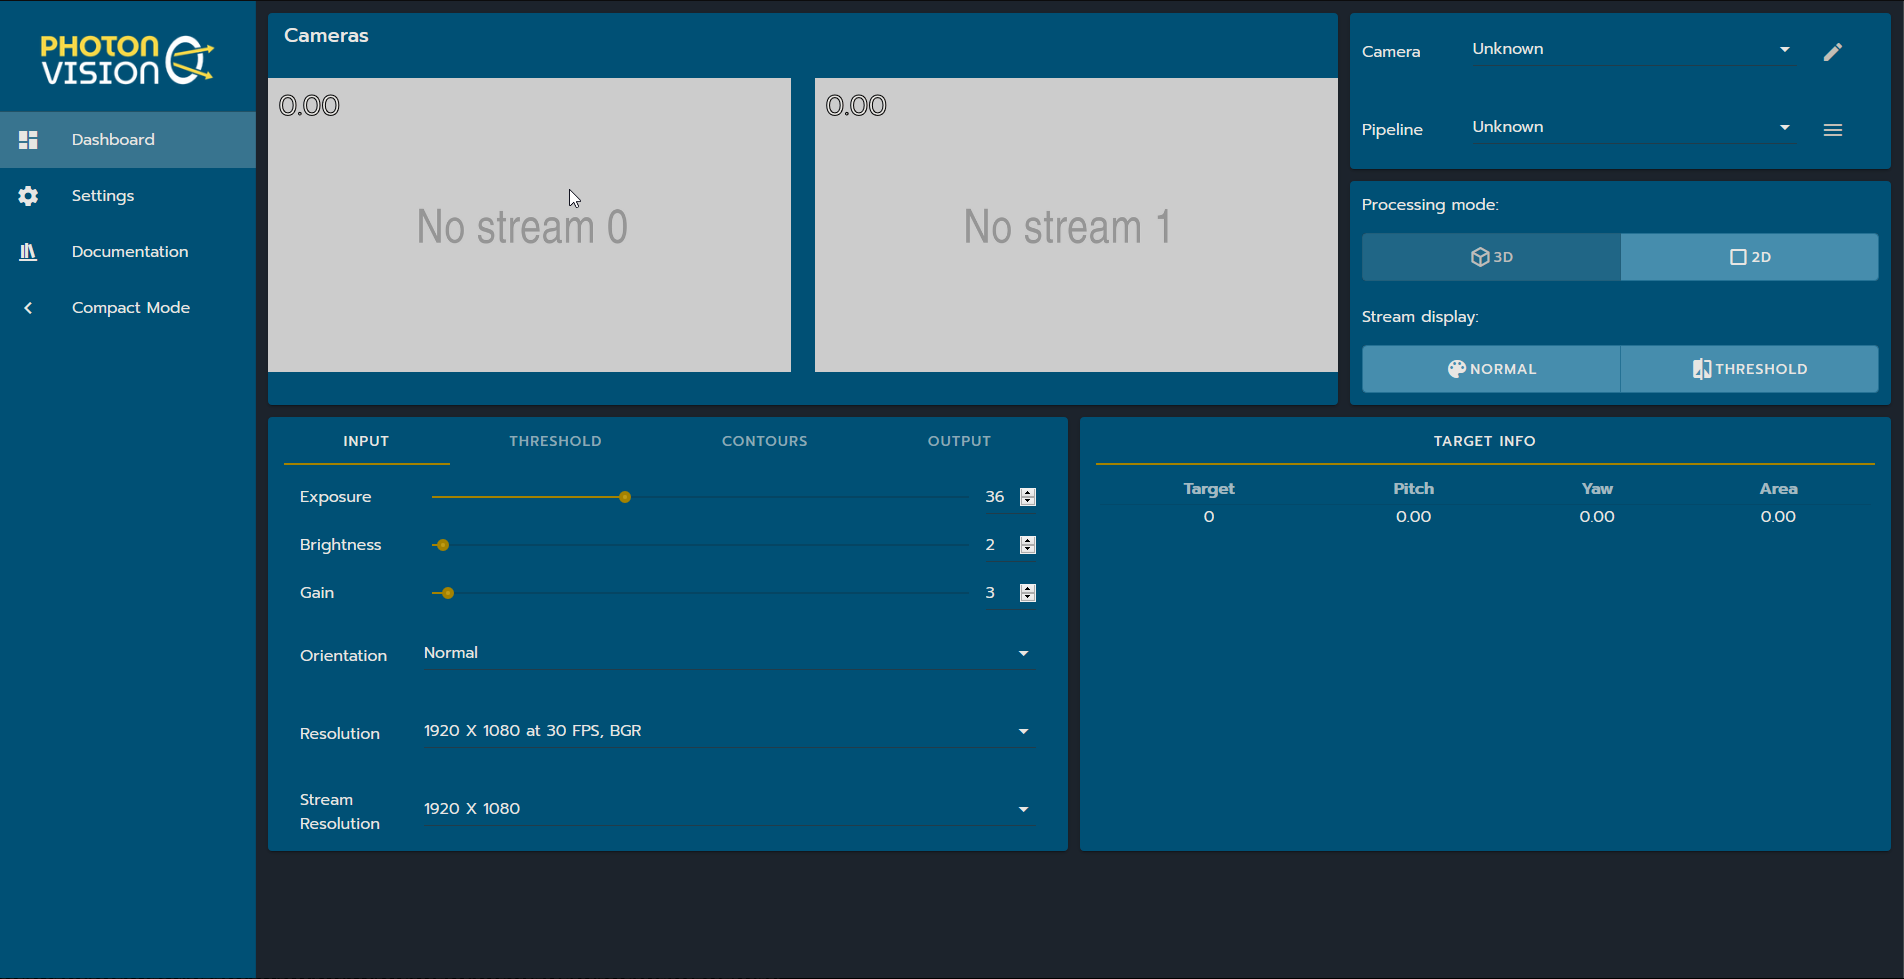 PHOTON
VISION
Dashboard
Settings
Documentation
Compact Mode
Cameras
0.00
No stream 0
0.00
No stream 1
Camera Unknown
Pipeline Unknown
Processing mode:
3D 2D
Stream display:
NORMAL THRESHOLD
INPUT THRESHOLD CONTOURS OUTPUT
Exposure 36
Brightness 2
Gain 3
Orientation Normal
Resolution 1920 X 1080 at 30 FPS, BGR
Stream
Resolution 1920 X 1080
TARGET INFO
Target Pitch Yaw Area
0 0.00 0.00 0.00